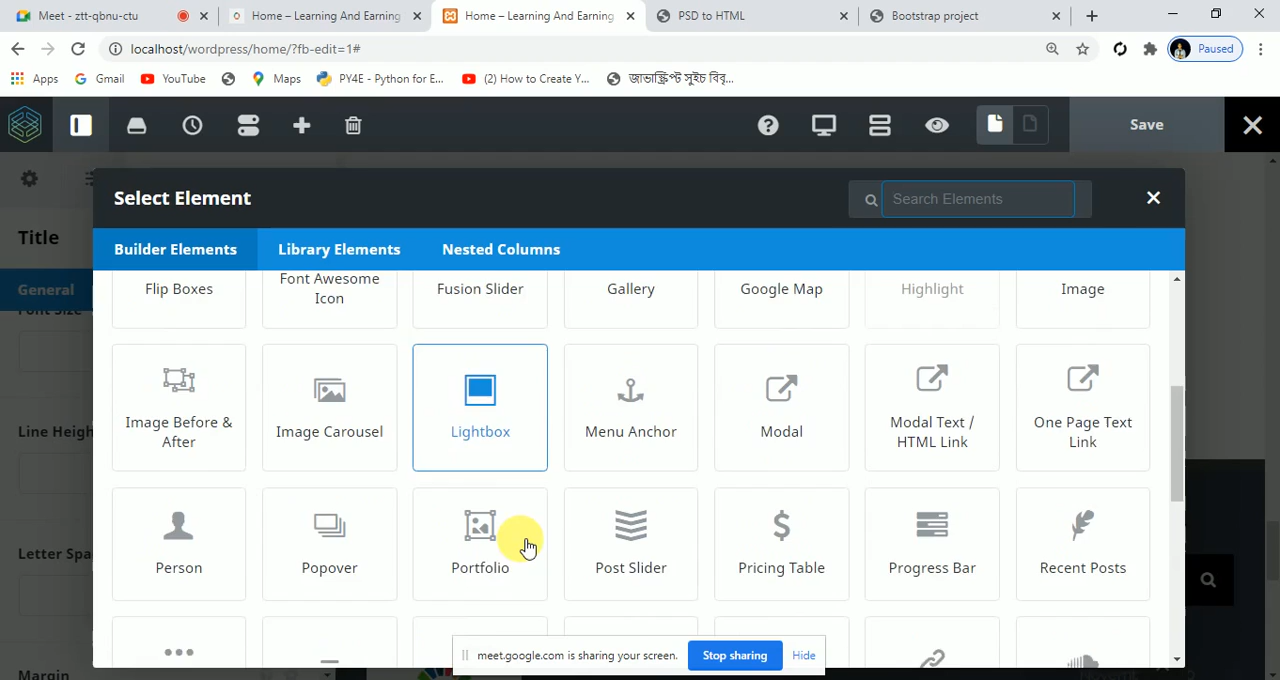 Meet - ztt-qbnu-ctu
Home – Learning And Earning
Home – Learning And Earning
PSD to HTML
Bootstrap project
localhost/wordpress/home/?fb-edit=1#
Paused
Apps
Gmail
YouTube
Maps
PY4E - Python for E...
(2) How to Create Y...
জাভাস্ক্রিপ্ট সুইচ বিবৃ...
Save
Select Element
Search Elements
Title
Builder Elements
Library Elements
Nested Columns
General
Flip Boxes
Font Awesome
Icon
Fusion Slider
Gallery
Google Map
Highlight
Image
Font Size
Image Before &
After
Image Carousel
Lightbox
Menu Anchor
Modal
Modal Text /
HTML Link
One Page Text
Link
Line Heigh
Person
Popover
Portfolio
Post Slider
Pricing Table
Progress Bar
Recent Posts
Letter Spa
meet.google.com is sharing your screen.
Stop sharing
Hide
Margin